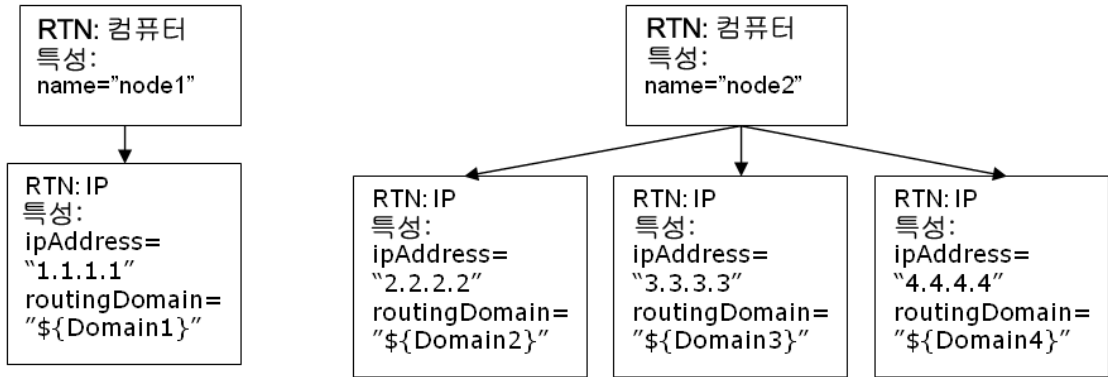 RTN: 컴퓨터
특성:
name=”node1”
RTN: 컴퓨터
특성:
name=”node2”
RTN: IP
특성:
ipAddress=
“1.1.1.1”
routingDomain=
”${Domain1}”
RTN: IP
특성:
ipAddress=
“2.2.2.2”
routingDomain=
”${Domain2}”
RTN: IP
특성:
ipAddress=
“3.3.3.3”
routingDomain=
”${Domain3}”
RTN: IP
특성:
ipAddress=
“4.4.4.4”
routingDomain=
”${Domain4}”